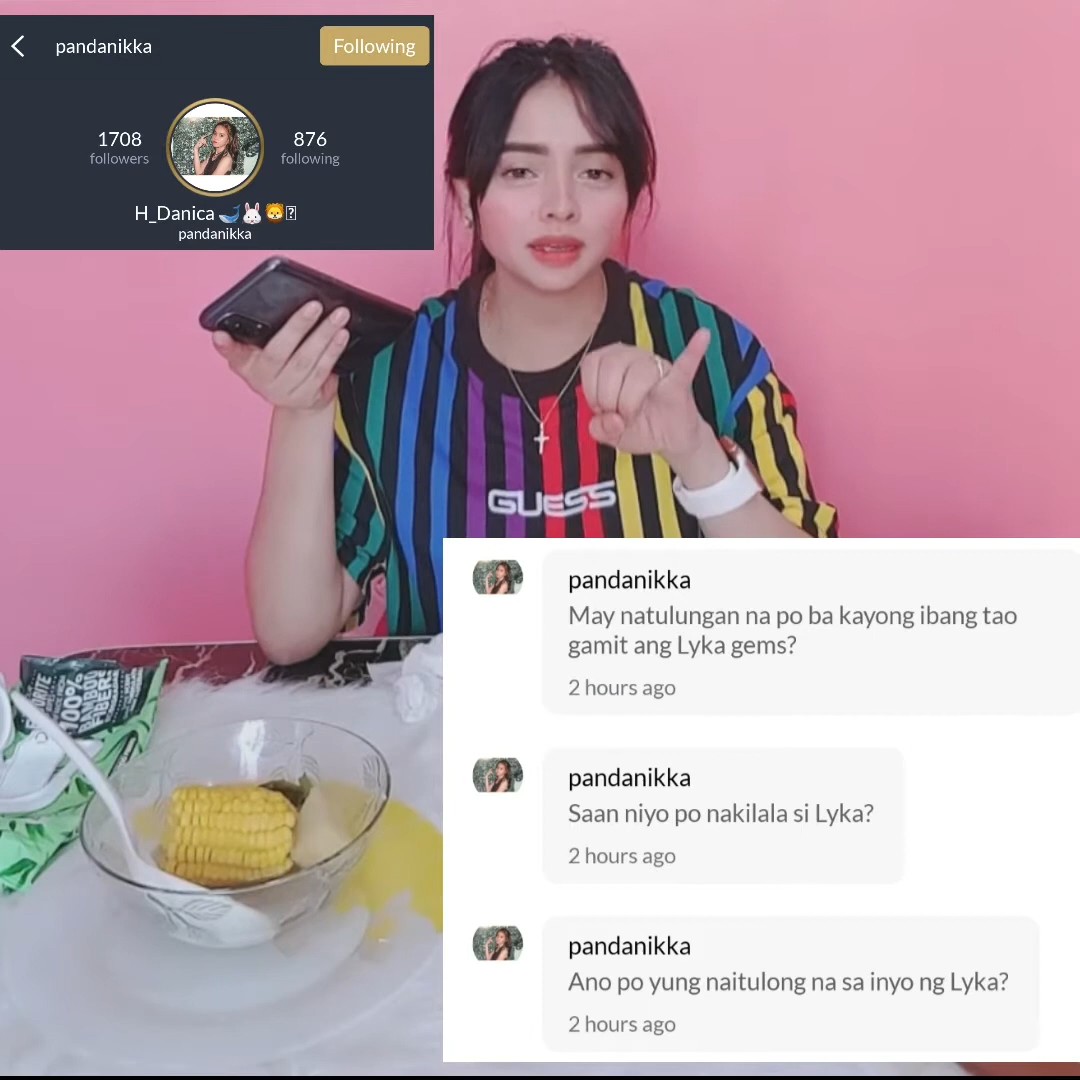 pandanikka
Following
1708
followers
876
following
H_Danica 🐋🐰🦁
pandanikka
GUESS
100%
BAMBOO
FIBERS
pandanikka
May natulungan na po ba kayong ibang tao
gamit ang Lyka gems?
2 hours ago
pandanikka
Saan niyo po nakilala si Lyka?
2 hours ago
pandanikka
Ano po yung naitulong na sa inyo ng Lyka?
2 hours ago